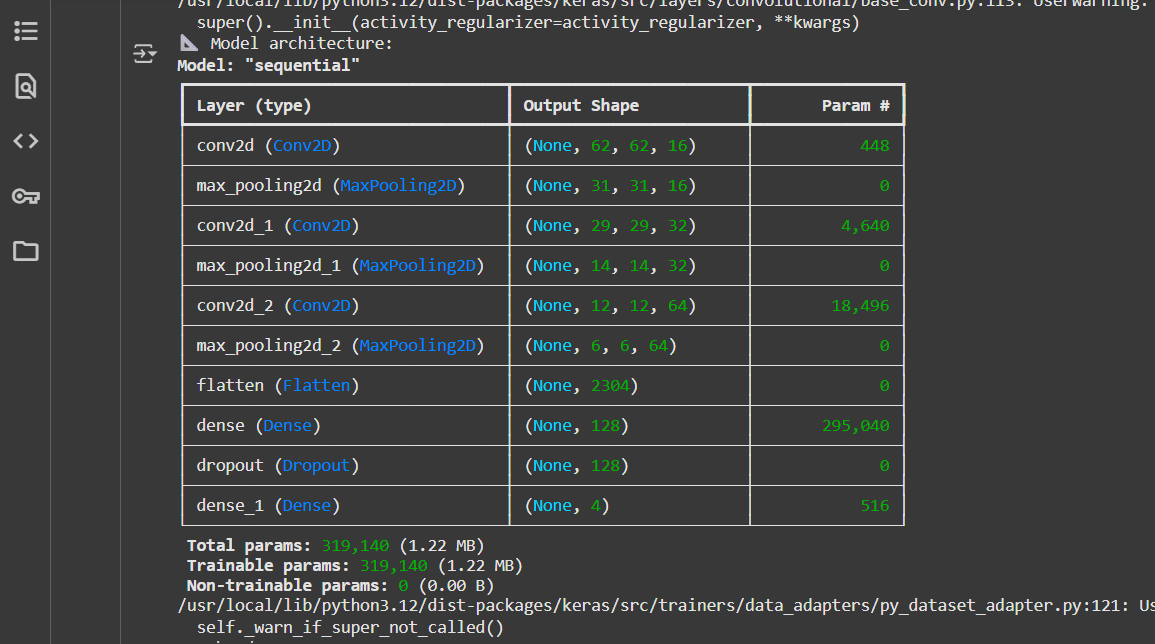 /usr/local/lib/python3.12/dist-packages/keras/src/layers/convolutional/base_conv.py:113: UserWarning:
super().__init__(activity_regularizer=activity_regularizer, **kwargs)
Model architecture:
Model: "sequential"
Layer (type) Output Shape Param #
conv2d (Conv2D) (None, 62, 62, 16) 448
max_pooling2d (MaxPooling2D) (None, 31, 31, 16) 0
conv2d_1 (Conv2D) (None, 29, 29, 32) 4,640
max_pooling2d_1 (MaxPooling2D) (None, 14, 14, 32) 0
conv2d_2 (Conv2D) (None, 12, 12, 64) 18,496
max_pooling2d_2 (MaxPooling2D) (None, 6, 6, 64) 0
flatten (Flatten) (None, 2304) 0
dense (Dense) (None, 128) 295,040
dropout (Dropout) (None, 128) 0
dense_1 (Dense) (None, 4) 516
Total params: 319,140 (1.22 MB)
Trainable params: 319,140 (1.22 MB)
Non-trainable params: 0 (0.00 B)
/usr/local/lib/python3.12/dist-packages/keras/src/trainers/data_adapters/py_dataset_adapter.py:121: Us
self._warn_if_super_not_called()